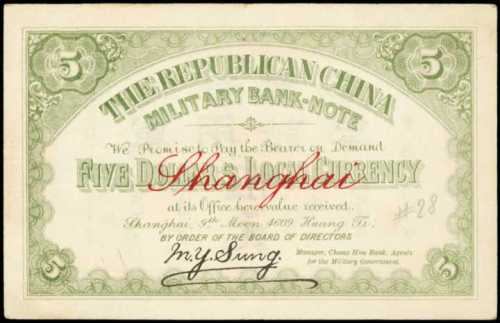 5 5
THE REPUBLICAN CHINA
MILITARY BANK-NOTE
We Promise to Pay the Bearer on Demand
FIVE DOLLARS LOCAL CURRENCY
Shanghai
at its Office here value received.
Shanghai, 9th Moon 4609 Huang Ti,
#28
BY ORDER OF THE BOARD OF DIRECTORS
M.Y. Sung.
Manager, Chung Hwa Bank, Agents
for the Military Government.
5 5